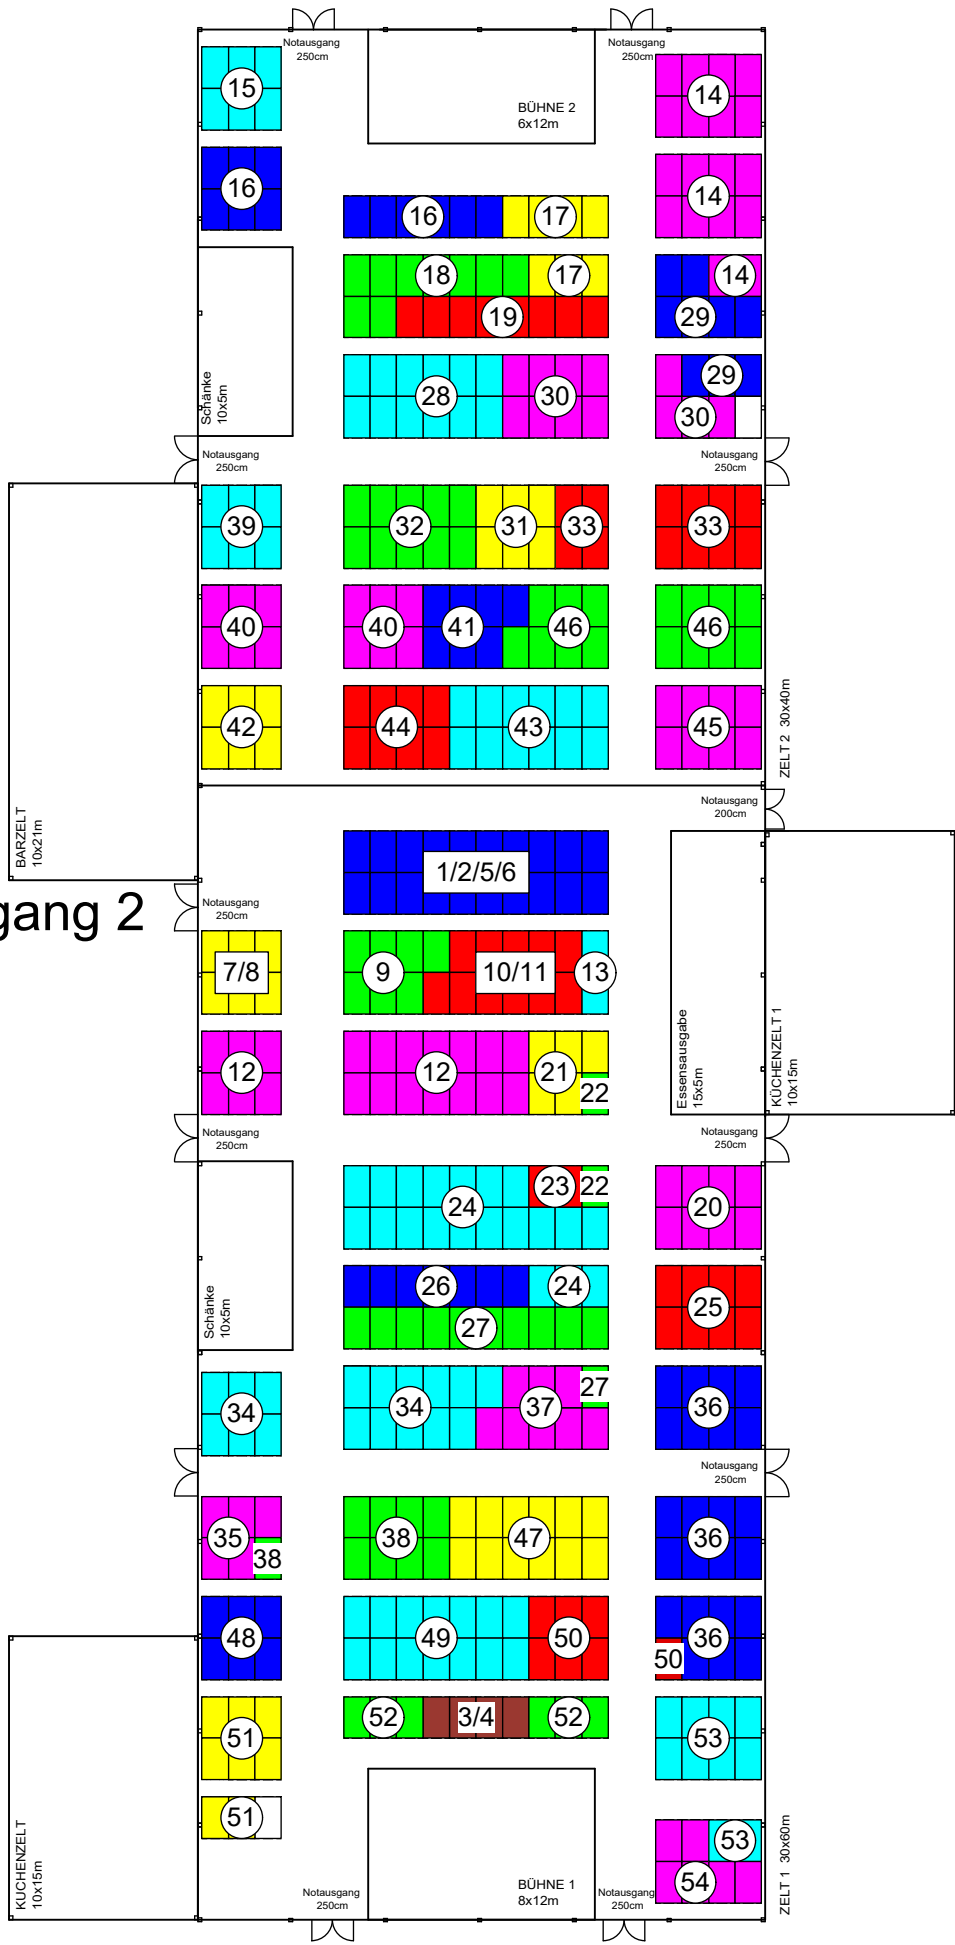 Notausgang
250cm
Notausgang
250cm
15
BÜHNE 2
6x12m
14
16
14
16
17
18
17
14
19
29
Schänke
10x5m
28
30
29
30
Notausgang
250cm
Notausgang
250cm
39
32
31
33
33
40
40
41
46
46
42
44
43
45
ZELT 2 30x40m
BARZELT
10x21m
Notausgang
200cm
1/2/5/6
gang 2
Notausgang
250cm
7/8
9
10/11
13
Essensausgabe
15x5m
KÜCHENZELT 1
10x15m
12
12
21
22
Notausgang
250cm
Notausgang
250cm
24
23
22
20
Schänke
10x5m
26
24
27
25
34
34
37
27
36
Notausgang
250cm
35
38
38
47
36
48
49
50
36
50
52
3/4
52
51
53
51
KUCHENZELT
10x15m
53
54
ZELT 1 30x60m
BÜHNE 1
8x12m
Notausgang
250cm
Notausgang
250cm